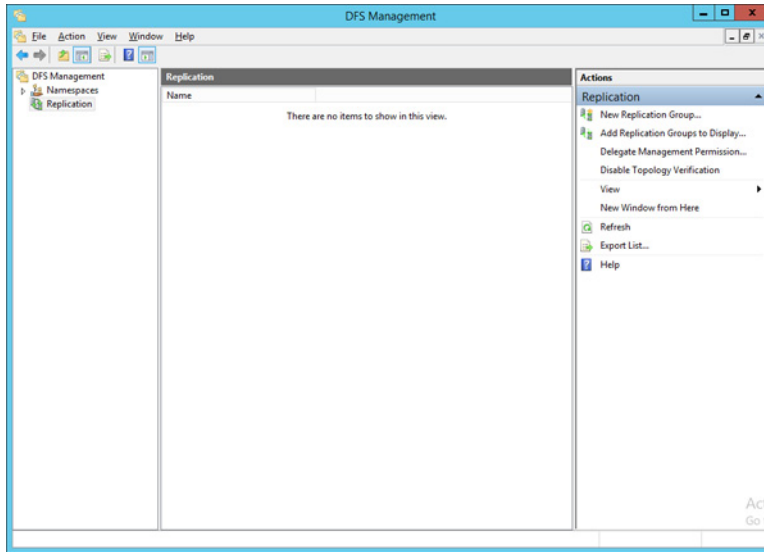 DFS Management
File Action View Window Help
DFS Management
Namespaces
Replication
Replication
Name
There are no items to show in this view.
Actions
Replication
New Replication Group...
Add Replication Groups to Display...
Delegate Management Permission...
Disable Topology Verification
View
New Window from Here
Refresh
Export List...
Help
Ac
Go